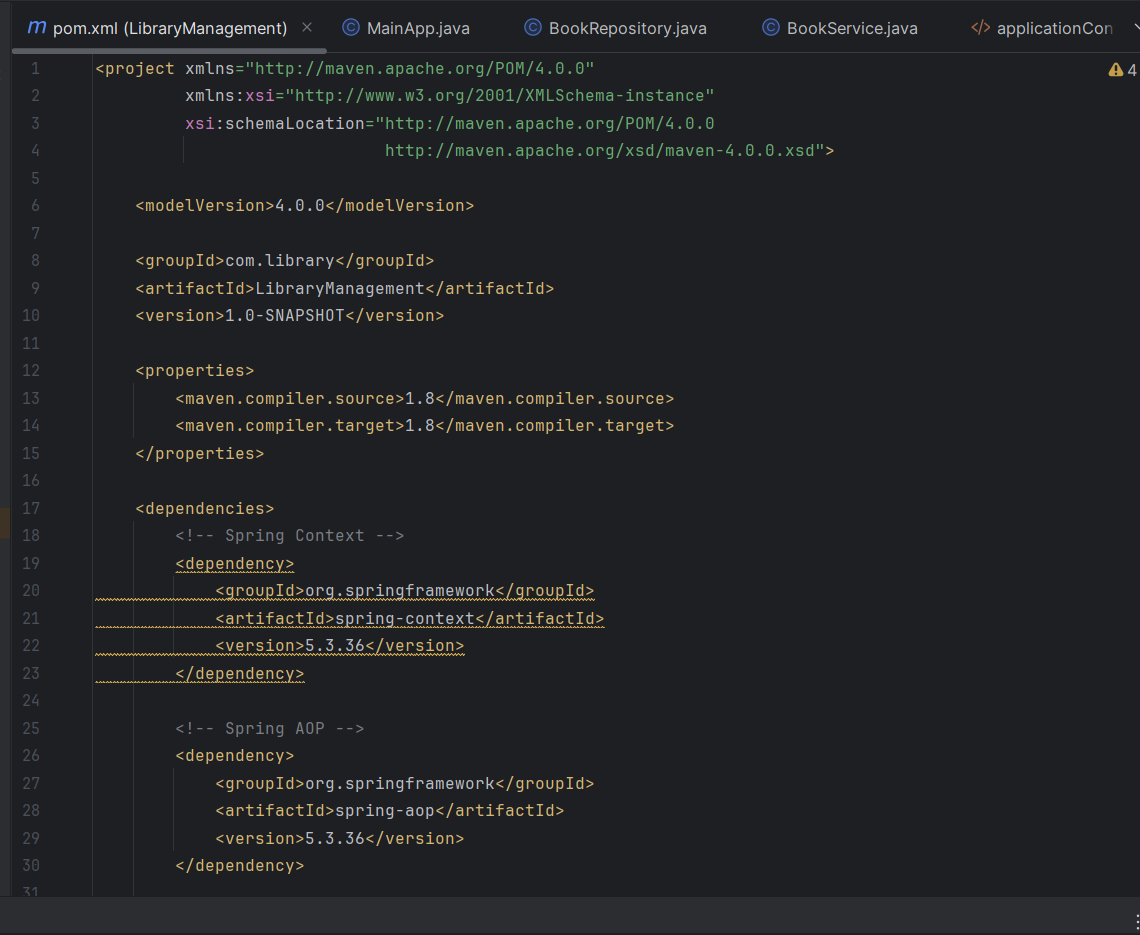 m pom.xml (LibraryManagement) ×
C MainApp.java
C BookRepository.java
C BookService.java
</> applicationCon
4
1 <project xmlns="http://maven.apache.org/POM/4.0.0"
2 xmlns:xsi="http://www.w3.org/2001/XMLSchema-instance"
3 xsi:schemaLocation="http://maven.apache.org/POM/4.0.0
4 http://maven.apache.org/xsd/maven-4.0.0.xsd">
5
6 <modelVersion>4.0.0</modelVersion>
7
8 <groupId>com.library</groupId>
9 <artifactId>LibraryManagement</artifactId>
10 <version>1.0-SNAPSHOT</version>
11
12 <properties>
13 <maven.compiler.source>1.8</maven.compiler.source>
14 <maven.compiler.target>1.8</maven.compiler.target>
15 </properties>
16
17 <dependencies>
18 <!-- Spring Context -->
19 <dependency>
20 <groupId>org.springframework</groupId>
21 <artifactId>spring-context</artifactId>
22 <version>5.3.36</version>
23 </dependency>
24
25 <!-- Spring AOP -->
26 <dependency>
27 <groupId>org.springframework</groupId>
28 <artifactId>spring-aop</artifactId>
29 <version>5.3.36</version>
30 </dependency>
31